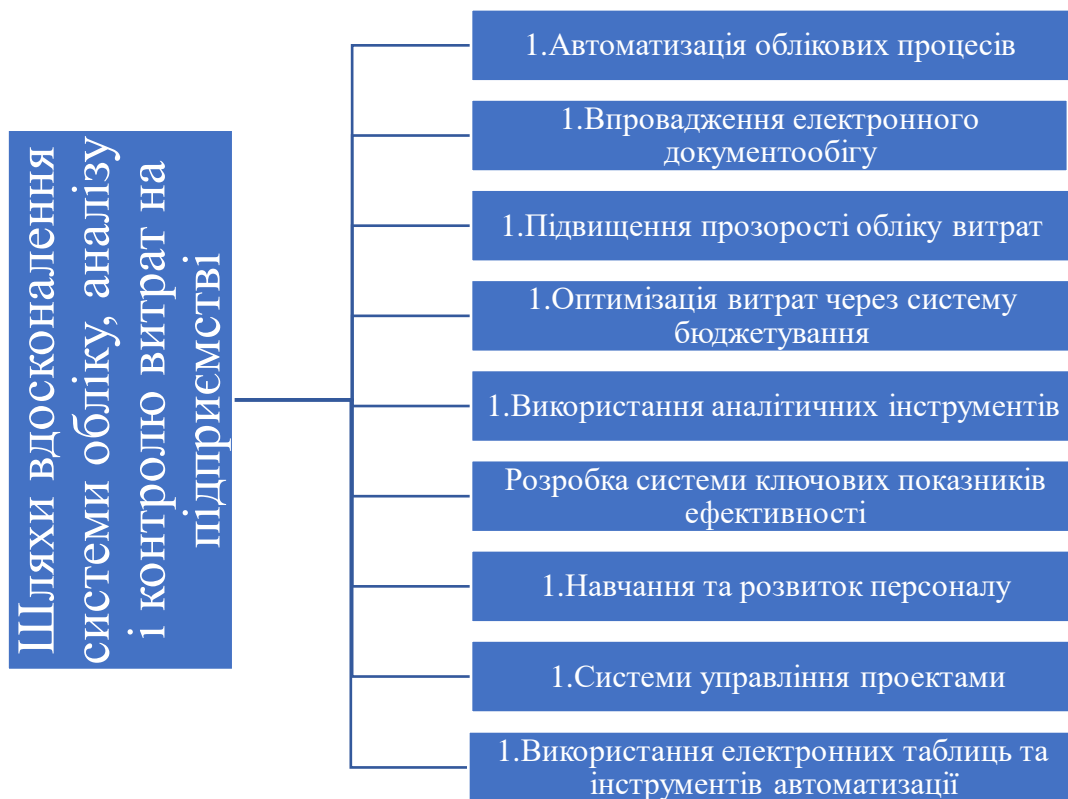 Шляхи вдосконалення
системи обліку, аналізу
і контролю витрат на
підприємстві
1.Автоматизація облікових процесів
1.Впровадження електронного
документообігу
1.Підвищення прозорості обліку витрат
1.Оптимізація витрат через систему
бюджетування
1.Використання аналітичних інструментів
Розробка системи ключових показників
ефективності
1.Навчання та розвиток персоналу
1.Системи управління проектами
1.Використання електронних таблиць та
інструментів автоматизації